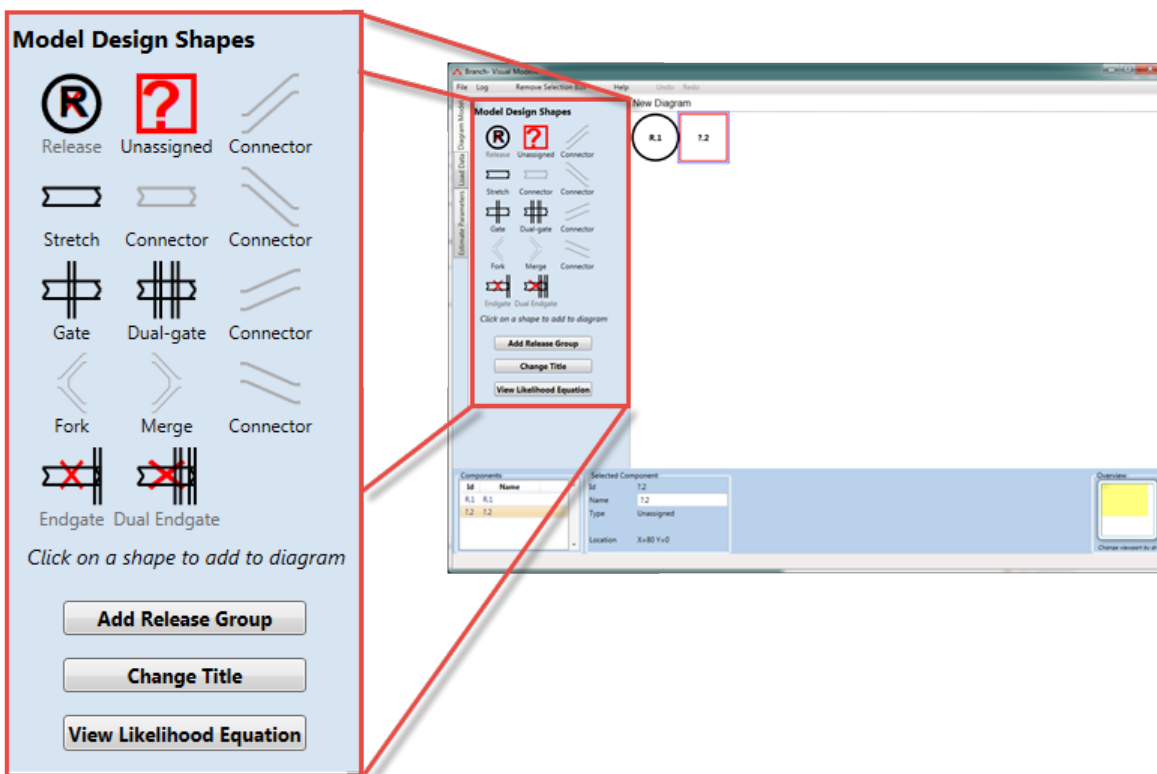 Model Design Shapes
R
?
Release Unassigned Connector
Stretch Connector Connector
Gate Dual-gate Connector
Fork Merge Connector
Endgate Dual Endgate
Click on a shape to add to diagram
Add Release Group
Change Title
View Likelihood Equation
Branch- Visual
File Log Remove Selection Help Undo Redo
Diagram
Load Data
Estimate Parameters
Model Design Shapes
R
?
Release Unassigned Connector
Stretch Connector Connector
Gate Dual-gate Connector
Fork Merge Connector
Endgate Dual Endgate
Click on a shape to add to diagram
Add Release Group
Change Title
View Likelihood Equation
New Diagram
R.1 ?.2
Components
Id Name
R.1 R.1
?.2 ?.2
Selected Component
Id ?.2
Name ?.2
Type Unassigned
Location X=80 Y=0
Overview
Change viewport by